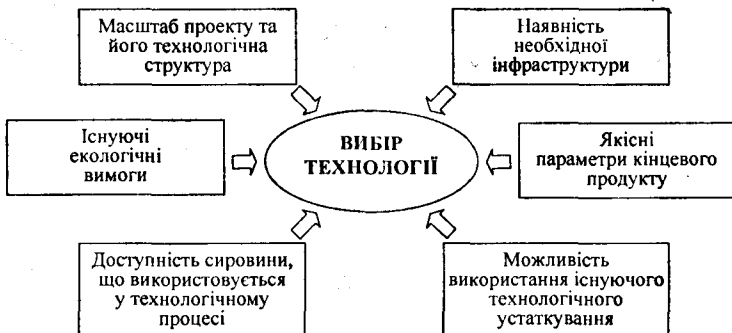 Масштаб проекту та
його технологічна
структура
Наявність
необхідної
інфраструктури
Існуючі
екологічні
вимоги
ВИБІР
ТЕХНОЛОГІЇ
Якісні
параметри кінцевого
продукту
Доступність сировини,
що використовується
у технологічному
процесі
Можливість
використання існуючого
технологічного
устаткування